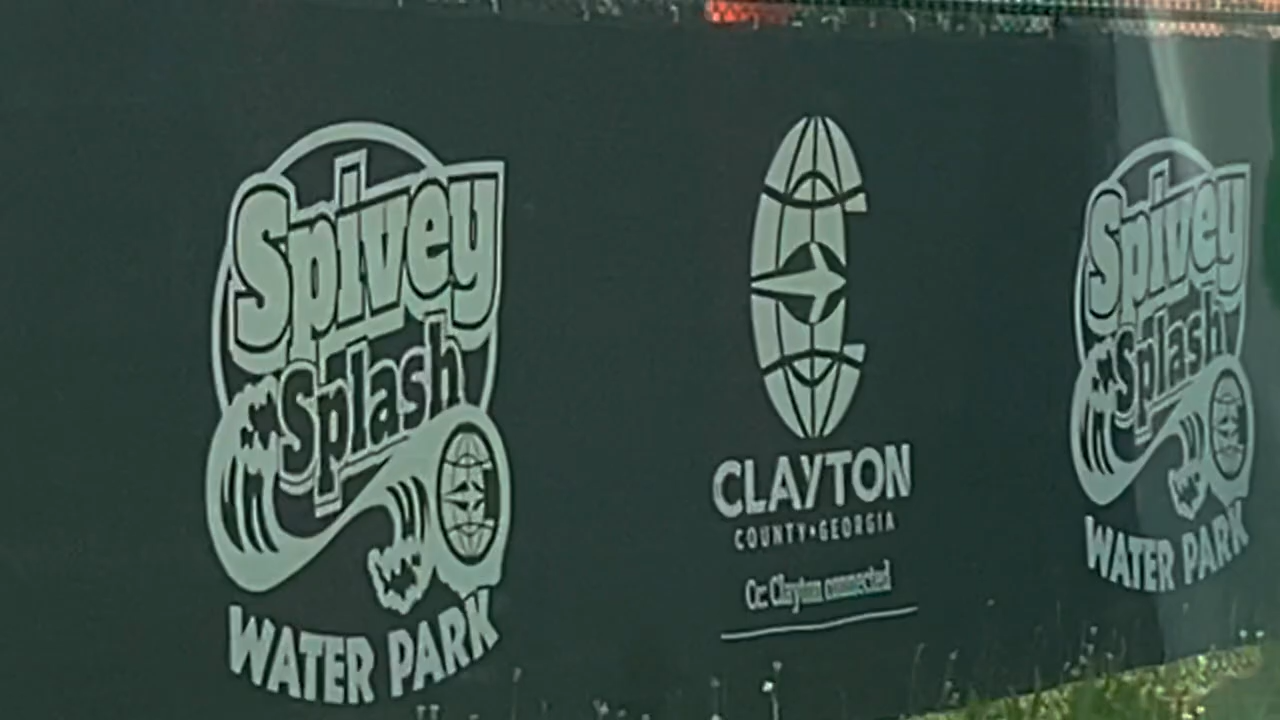 Spivey
Splash
WATER PARK
CLAYTON
COUNTY•GEORGIA
Clayton connected
Spivey
Splash
WATER PARK